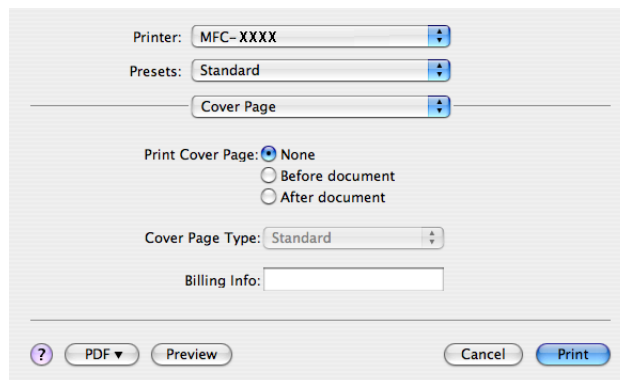 Printer: MFC-XXXX
Presets: Standard
Cover Page
Print Cover Page: None
Before document
After document
Cover Page Type: Standard
Billing Info:
? PDF ▼ Preview Cancel Print